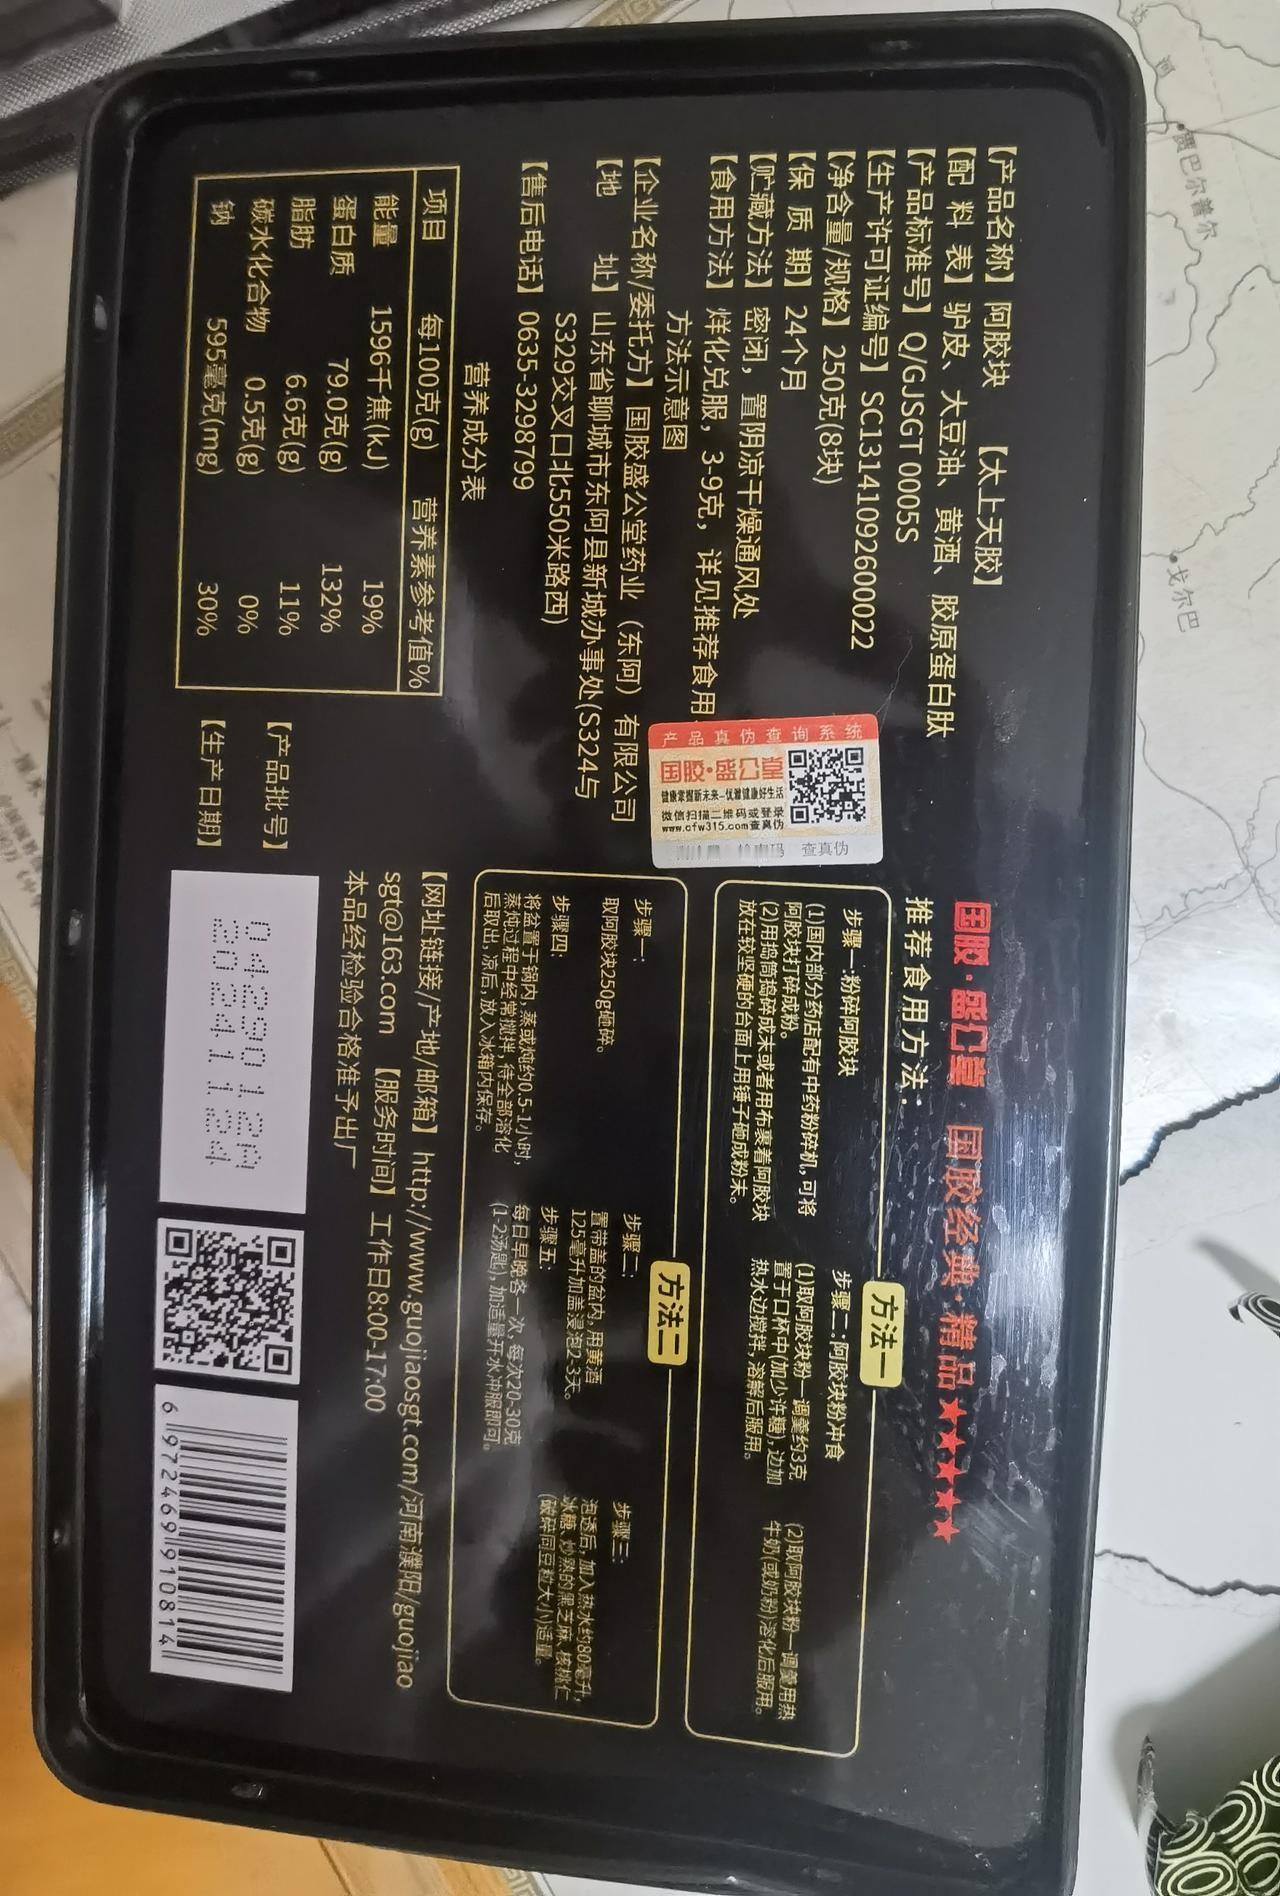 【产品名称】 阿胶块 【太上天胶】
【配 料 表】 驴皮、大豆油、黄酒、胶原蛋白肽
【产品标准号】 Q/GJSGT 0005S
【生产许可证编号】 SC13141092600022
【净含量/规格】 250克(8块)
【保 质 期】 24个月
【贮藏方法】 密闭，置阴凉干燥通风处
【食用方法】 烊化兑服，3-9克，详见推荐食用
方法示意图
【企业名称/委托方】 国胶盛公堂药业（东阿）有限公司
【地 址】 山东省聊城市东阿县新城办事处(S324与
S329交叉口北550米路西)
【售后电话】 0635-3298799
营养成分表
项目 每100克(g) 营养素参考值%
能量 1596千焦(kJ) 19%
蛋白质 79.0克(g) 132%
脂肪 6.6克(g) 11%
碳水化合物 0.5克(g) 0%
钠 595毫克(mg) 30%
产品真伪查询系统
国胶·盛公堂
健康掌握新未来—优雅健康好生活
微信扫描二维码或登录
www.cfw315.com查真伪
查真伪
国胶·盛公堂 国胶经典·精品★★★★★
推荐食用方法:
方法一
步骤一:粉碎阿胶块
(1)国内部分药店配有中药粉碎机,可将
阿胶块打碎成粉。
(2)用捣筒捣碎成末或者用布裹着阿胶块
放在较坚硬的台面上用锤子砸成粉末。
步骤二:阿胶块粉冲食
(1)取阿胶块粉一调羹约3克
置于口杯中(加少许糖),边加
热水边搅拌,溶解后服用。
(2)取阿胶块粉一调羹用热
牛奶(或奶粉)溶化后服用。
方法二
步骤一:
取阿胶块250g砸碎。
步骤二:
置带盖的盆内,用黄酒
125毫升加盖浸泡2-3天。
步骤三:
泡透后,加入热水约80毫升,
冰糖、炒熟的黑芝麻、核桃仁
(破碎同豆粒大小)适量。
步骤四:
将盆置于锅内,蒸或炖约0.5-1小时,
蒸炖过程中经常搅拌,待全部溶化
后取出,凉后,放入冰箱内保存。
步骤五:
每日早晚各一次,每次20-30克
(1-2汤匙),加适量开水冲服即可。
【网址链接/产地/邮箱】 http://www.guojiaosgt.com/河南濮阳/guojiao
sgt@163.com 【服务时间】 工作日8:00-17:00
本品经检验合格准予出厂
【产品批号】
【生产日期】 20241124
6972469910814
贾巴尔普尔
戈尔巴